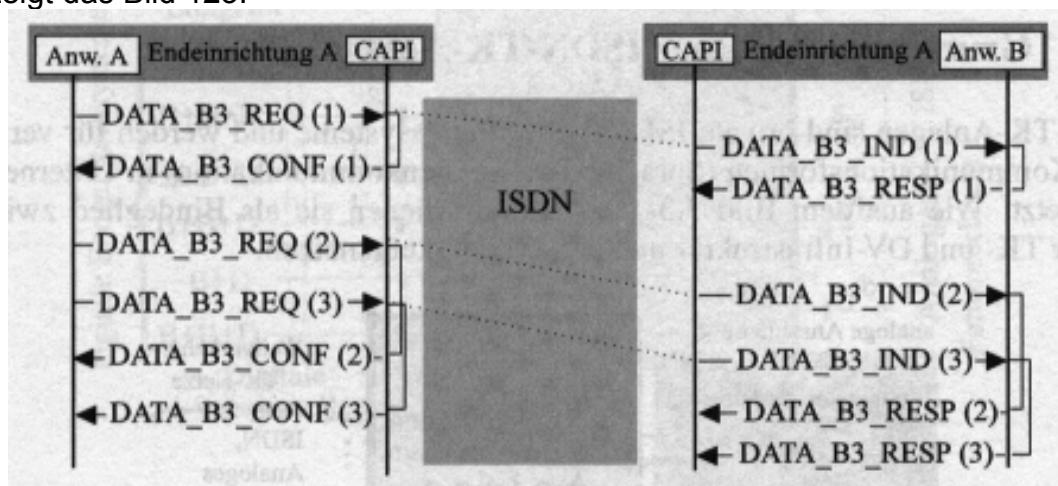 zeigt das Bild 128.
Anw. A Endeinrichtung A CAPI
CAPI Endeinrichtung A Anw. B
DATA_B3_REQ (1)
DATA_B3_CONF (1)
DATA_B3_REQ (2)
DATA_B3_REQ (3)
DATA_B3_CONF (2)
DATA_B3_CONF (3)
ISDN
DATA_B3_IND (1)
DATA_B3_RESP (1)
DATA_B3_IND (2)
DATA_B3_IND (3)
DATA_B3_RESP (2)
DATA_B3_RESP (3)